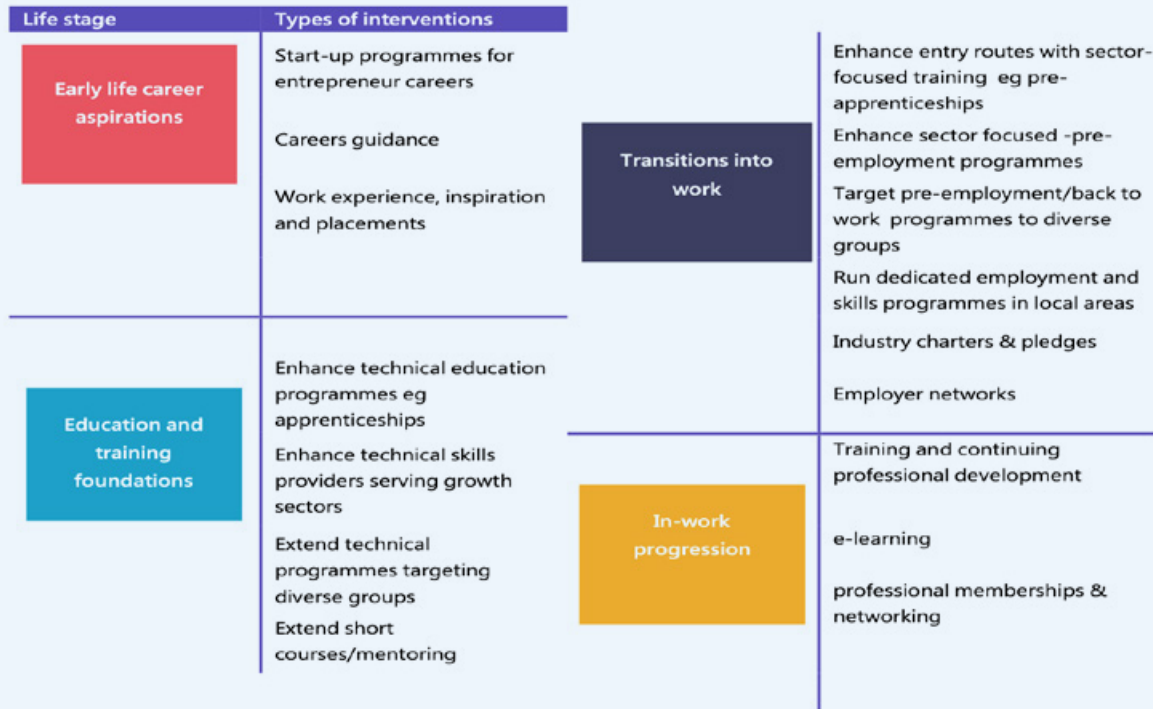 Life stage
Types of interventions
Early life career
aspirations
Start-up programmes for
entrepreneur careers
Careers guidance
Work experience, inspiration
and placements
Education and
training
foundations
Enhance technical education
programmes eg
apprenticeships
Enhance technical skills
providers serving growth
sectors
Extend technical
programmes targeting
diverse groups
Extend short
courses/mentoring
Transitions into
work
Enhance entry routes with sector-
focused training eg pre-
apprenticeships
Enhance sector focused -pre-
employment programmes
Target pre-employment/back to
work programmes to diverse
groups
Run dedicated employment and
skills programmes in local areas
Industry charters & pledges
Employer networks
In-work
progression
Training and continuing
professional development
e-learning
professional memberships &
networking